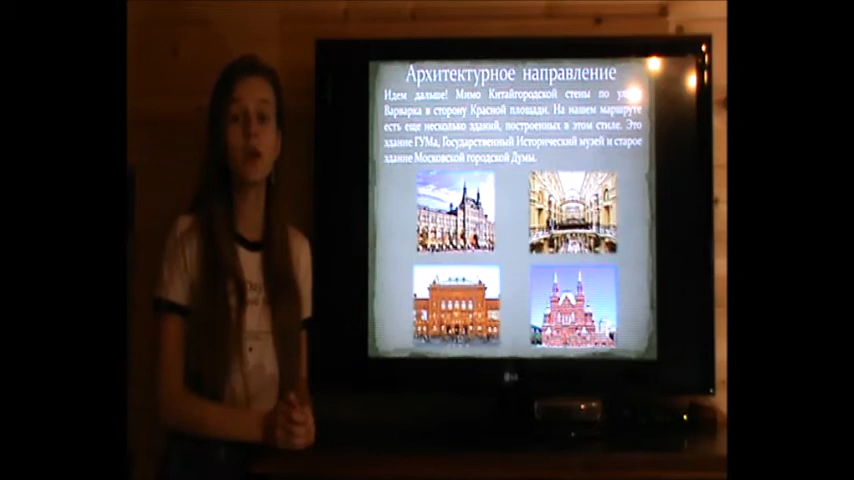 Архитектурное направление
Идем дальше! Мимо Китайгородской стены по улице
Варварка в сторону Красной площади. На нашем маршруте
есть еще несколько зданий, построенных в этом стиле. Это
здание ГУМа, Государственный Исторический музей и старое
здание Московской городской Думы.
LG